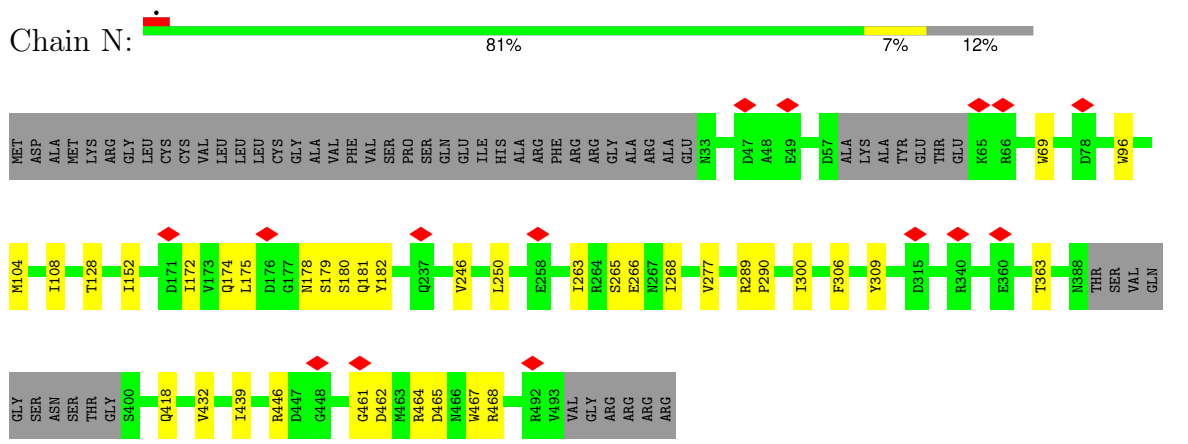 Chain N:
81% 7% 12%
MET ASP ALA MET LYS ARG GLY LEU CYS CYS VAL LEU LEU LEU CYS GLY ALA VAL PHE VAL SER PRO SER GLN GLU ILE HIS ALA ARG PHE ARG ARG GLY ALA ARG ALA GLU N33 D47 A48 E49 D57 ALA LYS ALA TYR GLU THR GLU K65 R66 W69 D78 W96
M104 I108 T128 I152 D171 I172 V173 Q174 L175 D176 G177 N178 S179 S180 Q181 Y182 Q237 V246 L250 E258 I263 R264 S265 E266 N267 I268 V277 R289 P290 I300 F306 Y309 D315 R340 E360 T363 N388 THR SER VAL GLN
GLY SER ASN SER THR GLY S400 Q418 V432 I439 R446 D447 G448 G461 D462 M463 R464 D465 N466 W467 R468 R492 V493 VAL GLY ARG ARG ARG ARG